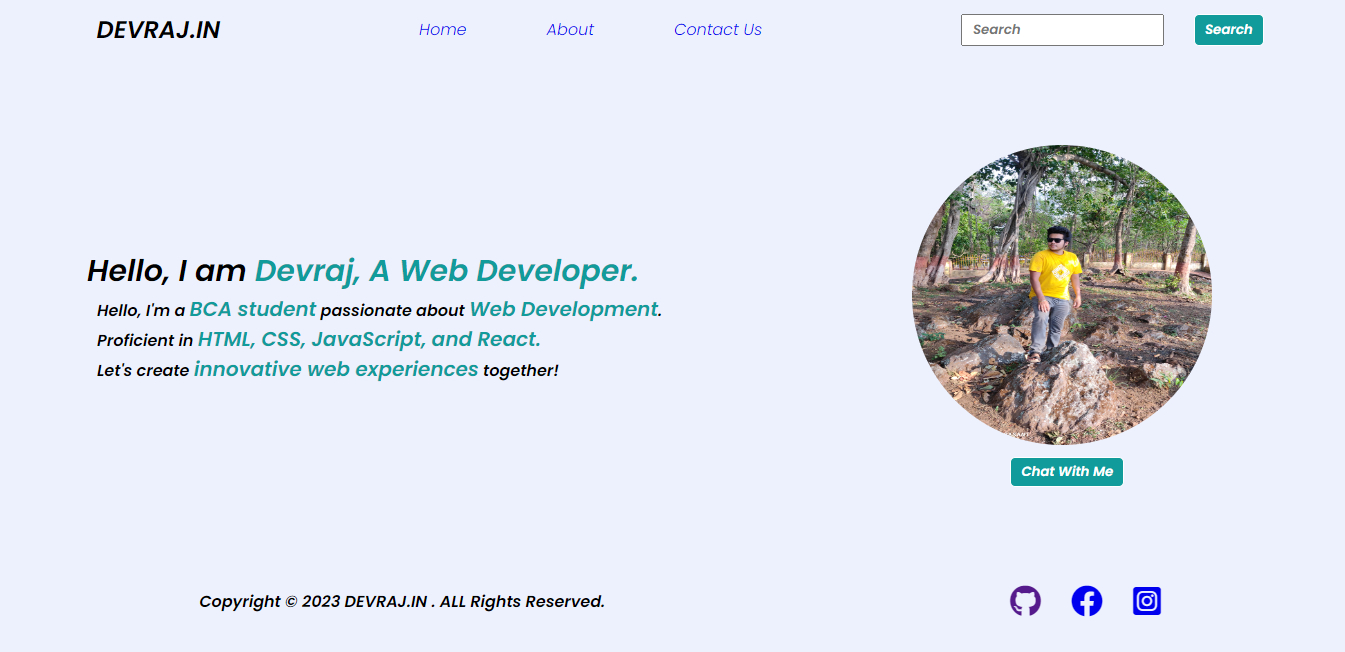 DEVRAJ.IN Home About Contact Us Search Search
Hello, I am Devraj, A Web Developer.
Hello, I'm a BCA student passionate about Web Development.
Proficient in HTML, CSS, JavaScript, and React.
Let's create innovative web experiences together!
Chat With Me
Copyright © 2023 DEVRAJ.IN . ALL Rights Reserved.